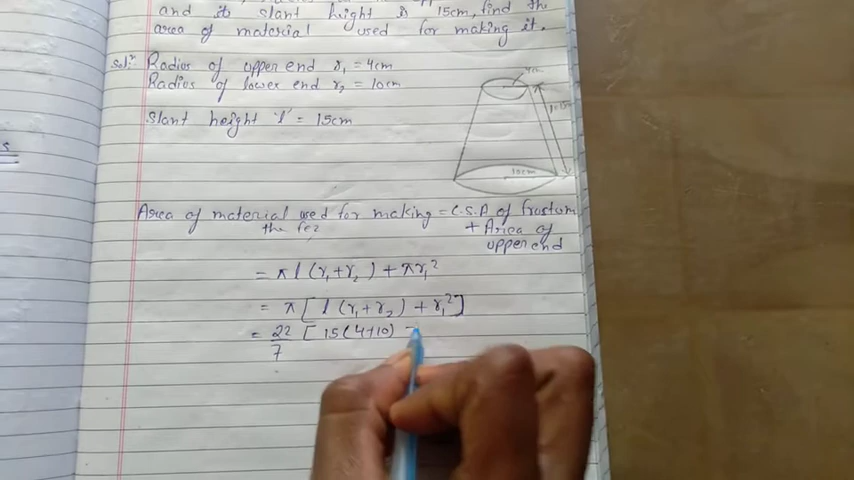 and its slant height is 15cm, find the
area of material used for making it.
Sol:- Radius of upper end r₁ = 4cm
Radius of lower end r₂ = 10cm
Slant height 'l' = 15cm
10cm
Area of material used for making = C.S.A of frustum
the fez + Area of
upper end
= π l (r₁+r₂) + πr₁²
= π [ l (r₁+r₂) + r₁²]
= 22/7 [ 15(4+10)